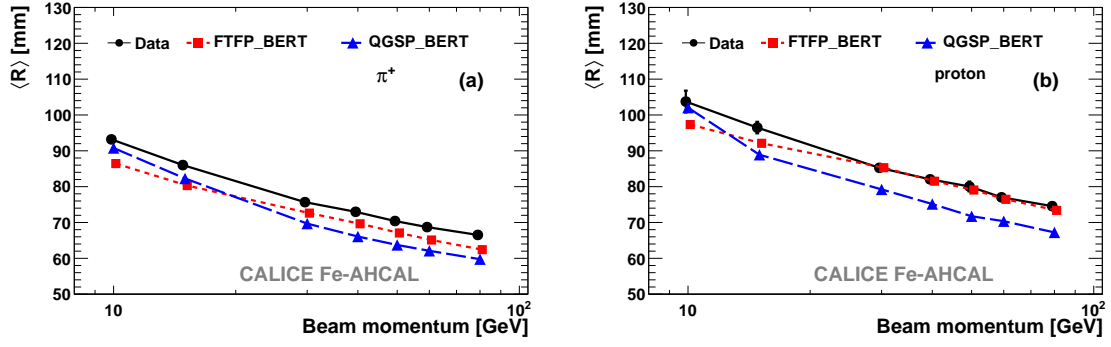 ⟨R⟩ [mm]
130
120
110
100
90
80
70
60
50
Data
FTFP_BERT
QGSP_BERT
π⁺
(a)
CALICE Fe-AHCAL
10
10²
Beam momentum [GeV]
⟨R⟩ [mm]
130
120
110
100
90
80
70
60
50
Data
FTFP_BERT
QGSP_BERT
proton
(b)
CALICE Fe-AHCAL
10
10²
Beam momentum [GeV]